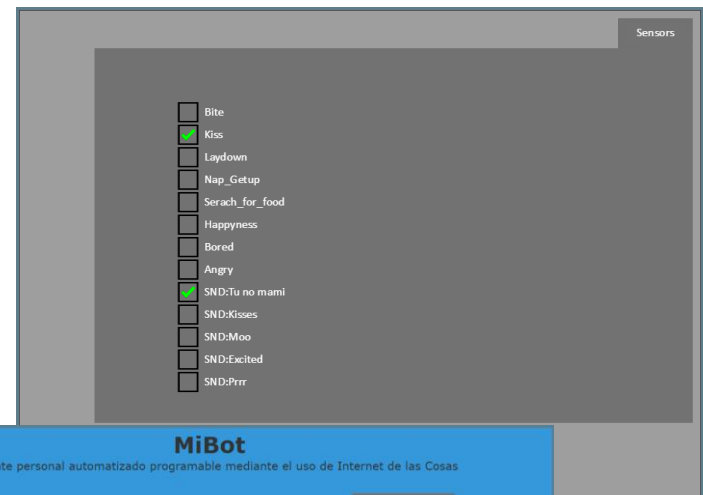 Sensors
Bite
Kiss
Laydown
Nap_Getup
Serach_for_food
Happyness
Bored
Angry
SND:Tu no mami
SND:Kisses
SND:Moo
SND:Excited
SND:Prrr
MiBot
personal automatizado programable mediante el uso de Internet de las Cosas